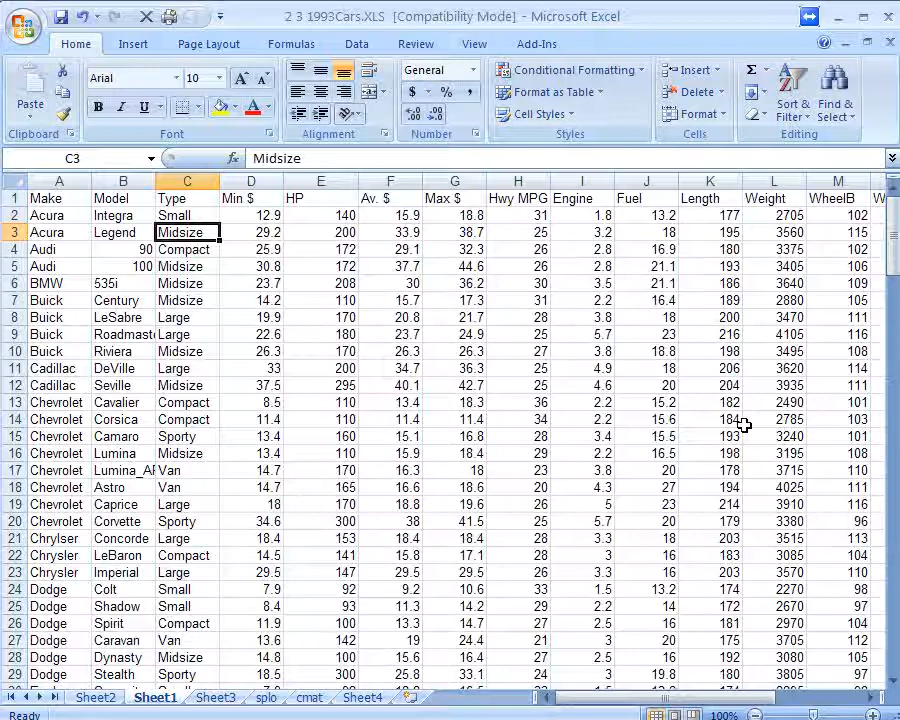 2 3 1993Cars.XLS [Compatibility Mode] - Microsoft Excel
Home Insert Page Layout Formulas Data Review View Add-Ins
Arial 10 A A General Conditional Formatting Insert Σ
Paste Format as Table Delete Sort & Filter Find & Select
B I U A $ % , .00 .0 Cell Styles Format
Clipboard Font Alignment Number Styles Cells Editing
C3 fx Midsize
A B C D E F G H I J K L M
1 Make Model Type Min $ HP Av. $ Max $ Hwy MPG Engine Fuel Length Weight WheelB W
2 Acura Integra Small 12.9 140 15.9 18.8 31 1.8 13.2 177 2705 102
3 Acura Legend Midsize 29.2 200 33.9 38.7 25 3.2 18 195 3560 115
4 Audi 90 Compact 25.9 172 29.1 32.3 26 2.8 16.9 180 3375 102
5 Audi 100 Midsize 30.8 172 37.7 44.6 26 2.8 21.1 193 3405 106
6 BMW 535i Midsize 23.7 208 30 36.2 30 3.5 21.1 186 3640 109
7 Buick Century Midsize 14.2 110 15.7 17.3 31 2.2 16.4 189 2880 105
8 Buick LeSabre Large 19.9 170 20.8 21.7 28 3.8 18 200 3470 111
9 Buick Roadmast Large 22.6 180 23.7 24.9 25 5.7 23 216 4105 116
10 Buick Riviera Midsize 26.3 170 26.3 26.3 27 3.8 18.8 198 3495 108
11 Cadillac DeVille Large 33 200 34.7 36.3 25 4.9 18 206 3620 114
12 Cadillac Seville Midsize 37.5 295 40.1 42.7 25 4.6 20 204 3935 111
13 Chevrolet Cavalier Compact 8.5 110 13.4 18.3 36 2.2 15.2 182 2490 101
14 Chevrolet Corsica Compact 11.4 110 11.4 11.4 34 2.2 15.6 184 2785 103
15 Chevrolet Camaro Sporty 13.4 160 15.1 16.8 28 3.4 15.5 193 3240 101
16 Chevrolet Lumina Midsize 13.4 110 15.9 18.4 29 2.2 16.5 198 3195 108
17 Chevrolet Lumina_AP Van 14.7 170 16.3 18 23 3.8 20 178 3715 110
18 Chevrolet Astro Van 14.7 165 16.6 18.6 20 4.3 27 194 4025 111
19 Chevrolet Caprice Large 18 170 18.8 19.6 26 5 23 214 3910 116
20 Chevrolet Corvette Sporty 34.6 300 38 41.5 25 5.7 20 179 3380 96
21 Chrylser Concorde Large 18.4 153 18.4 18.4 28 3.3 18 203 3515 113
22 Chrysler LeBaron Compact 14.5 141 15.8 17.1 28 3 16 183 3085 104
23 Chrysler Imperial Large 29.5 147 29.5 29.5 26 3.3 16 203 3570 110
24 Dodge Colt Small 7.9 92 9.2 10.6 33 1.5 13.2 174 2270 98
25 Dodge Shadow Small 8.4 93 11.3 14.2 29 2.2 14 172 2670 97
26 Dodge Spirit Compact 11.9 100 13.3 14.7 27 2.5 16 181 2970 104
27 Dodge Caravan Van 13.6 142 19 24.4 21 3 20 175 3705 112
28 Dodge Dynasty Midsize 14.8 100 15.6 16.4 27 2.5 16 192 3080 105
29 Dodge Stealth Sporty 18.5 300 25.8 33.1 24 3 19.8 180 3805 97
Sheet2 Sheet1 Sheet3 splo cmat Sheet4
Ready 100%